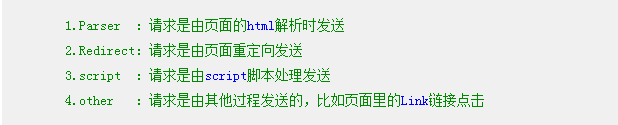 1.Parser  : 请求是由页面的html解析时发送
2.Redirect: 请求是由页面重定向发送
3.script  : 请求是由script脚本处理发送
4.other   : 请求是由其他过程发送的，比如页面里的Link链接点击